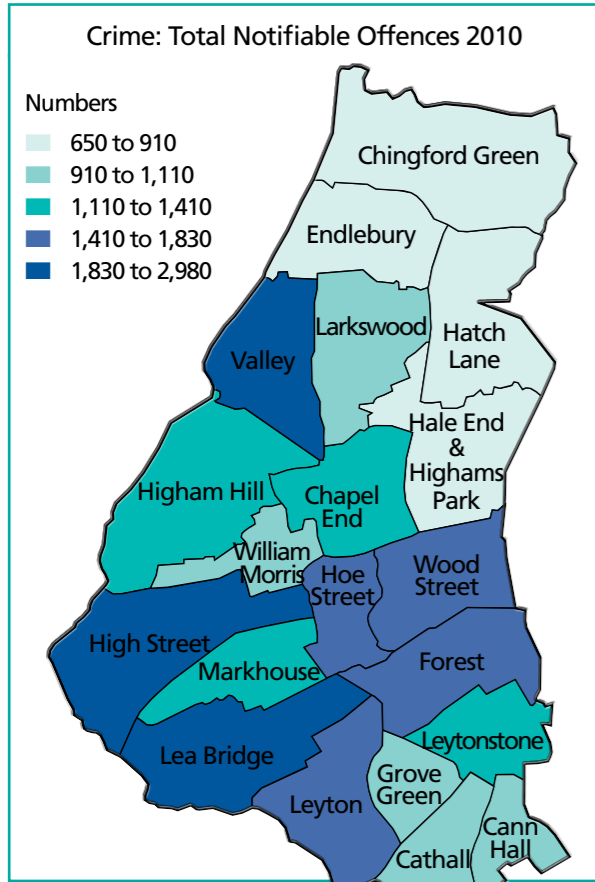 Crime: Total Notifiable Offences 2010
Numbers
650 to 910
910 to 1,110
1,110 to 1,410
1,410 to 1,830
1,830 to 2,980
Chingford Green
Endlebury
Larkswood
Hatch
Lane
Valley
Hale End
&
Highams
Park
Higham Hill
Chapel
End
William
Morris
Hoe
Street
Wood
Street
High Street
Markhouse
Forest
Lea Bridge
Leytonstone
Leyton
Grove
Green
Cann
Hall
Cathall